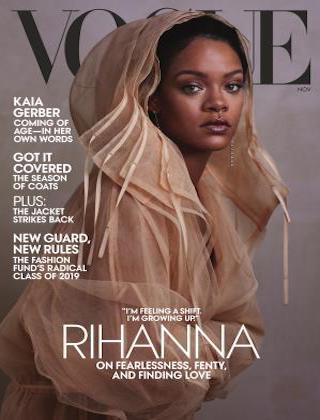 VOGUE
NOV
KAIA
GERBER
COMING OF
AGE—IN HER
OWN WORDS
GOT IT
COVERED
THE SEASON
OF COATS
PLUS:
THE JACKET
STRIKES BACK
NEW GUARD,
NEW RULES
THE FASHION
FUND'S RADICAL
CLASS OF 2019
"I'M FEELING A SHIFT.
I'M GROWING UP."
RIHANNA
ON FEARLESSNESS, FENTY,
AND FINDING LOVE